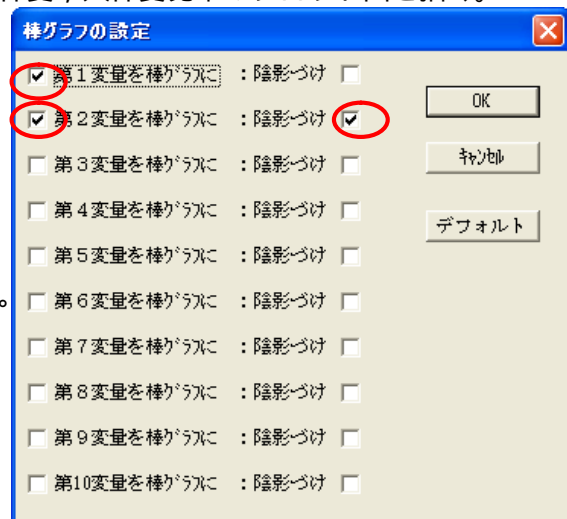 棒グラフの設定
第1変量を棒ｸﾞﾗﾌに :陰影づけ
第2変量を棒ｸﾞﾗﾌに :陰影づけ
OK
第3変量を棒ｸﾞﾗﾌに :陰影づけ
ｷｬﾝｾﾙ
第4変量を棒ｸﾞﾗﾌに :陰影づけ
デフォルト
第5変量を棒ｸﾞﾗﾌに :陰影づけ
。
第6変量を棒ｸﾞﾗﾌに :陰影づけ
第7変量を棒ｸﾞﾗﾌに :陰影づけ
第8変量を棒ｸﾞﾗﾌに :陰影づけ
第9変量を棒ｸﾞﾗﾌに :陰影づけ
第10変量を棒ｸﾞﾗﾌに :陰影づけ